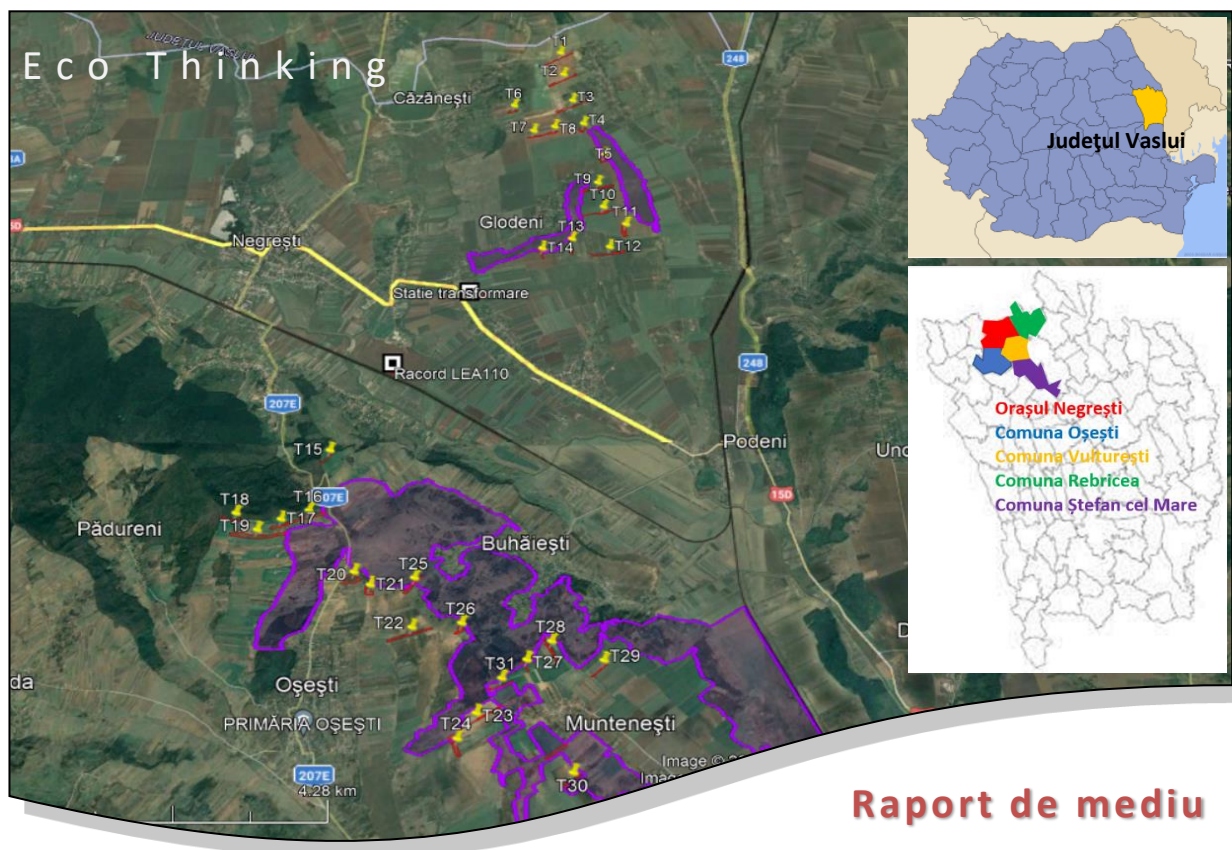 Eco Thinking
JUDEȚUL VASLUI
248
T1
T2
Căzănești
T6
T3
T7
T8
T4
T5
T9
T10
Glodeni
T11
T13
T14
T12
Negrești
Statie transformare
Racord LEA110
248
207E
Podeni
T15
15D
T18
T16
207E
T19
T17
Pădureni
Buhăiești
T20
T21
T25
T22
T26
T28
T31
T27
T29
Oșești
T23
T24
PRIMĂRIA OȘEȘTI
Muntenești
T30
207E
4.28 km
Image ©
Județul Vaslui
Orașul Negrești
Comuna Oșești
Comuna Vulturești
Comuna Rebricea
Comuna Ștefan cel Mare
Raport de mediu